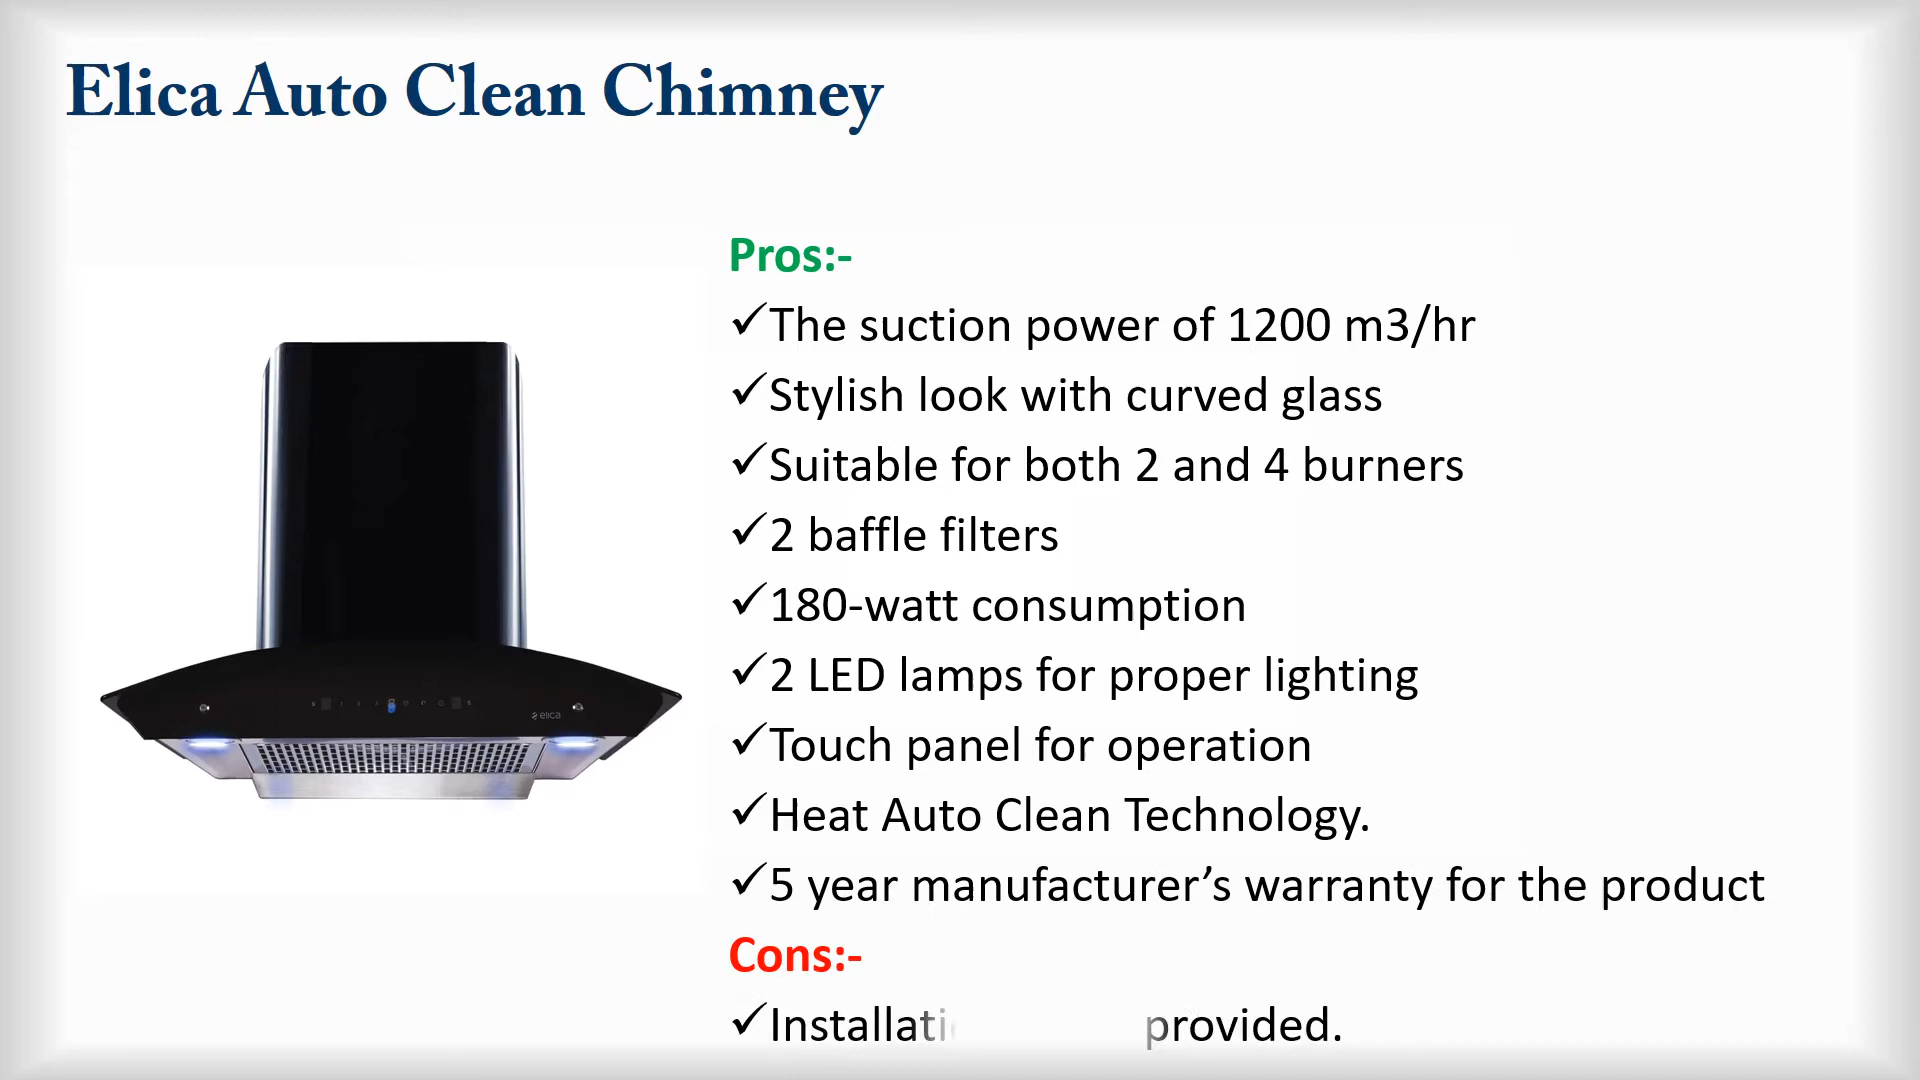 Elica Auto Clean Chimney
Pros:-
✓The suction power of 1200 m3/hr
✓Stylish look with curved glass
✓Suitable for both 2 and 4 burners
✓2 baffle filters
✓180-watt consumption
✓2 LED lamps for proper lighting
✓Touch panel for operation
✓Heat Auto Clean Technology.
✓5 year manufacturer’s warranty for the product
Cons:-
✓ provided.
elica